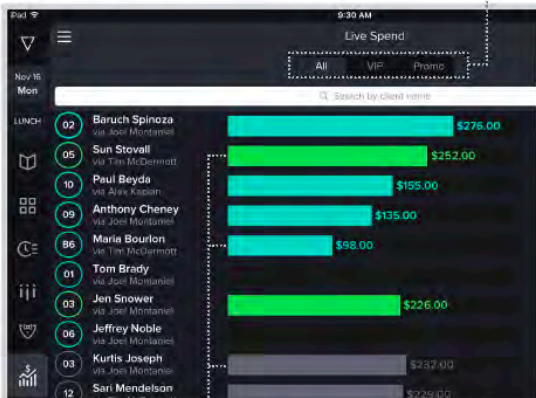 iPad
9:30 AM
Live Spend
All VIP Promo
Nov 16
Mon
Search by client name
LUNCH
02 Baruch Spinoza $276.00
via Joel Montaniel
05 Sun Stovall $252.00
via Tim McDermott
10 Paul Beyda $155.00
via Alex Kaplan
09 Anthony Cheney $135.00
via Joel Montaniel
B6 Maria Bourlon $98.00
via Tim McDermott
01 Tom Brady
via Joel Montaniel
03 Jen Snower $226.00
via Joel Montaniel
06 Jeffrey Noble
via Joel Montaniel
03 Kurtis Joseph $232.00
via Joel Montaniel
12 Sari Mendelson $229.00